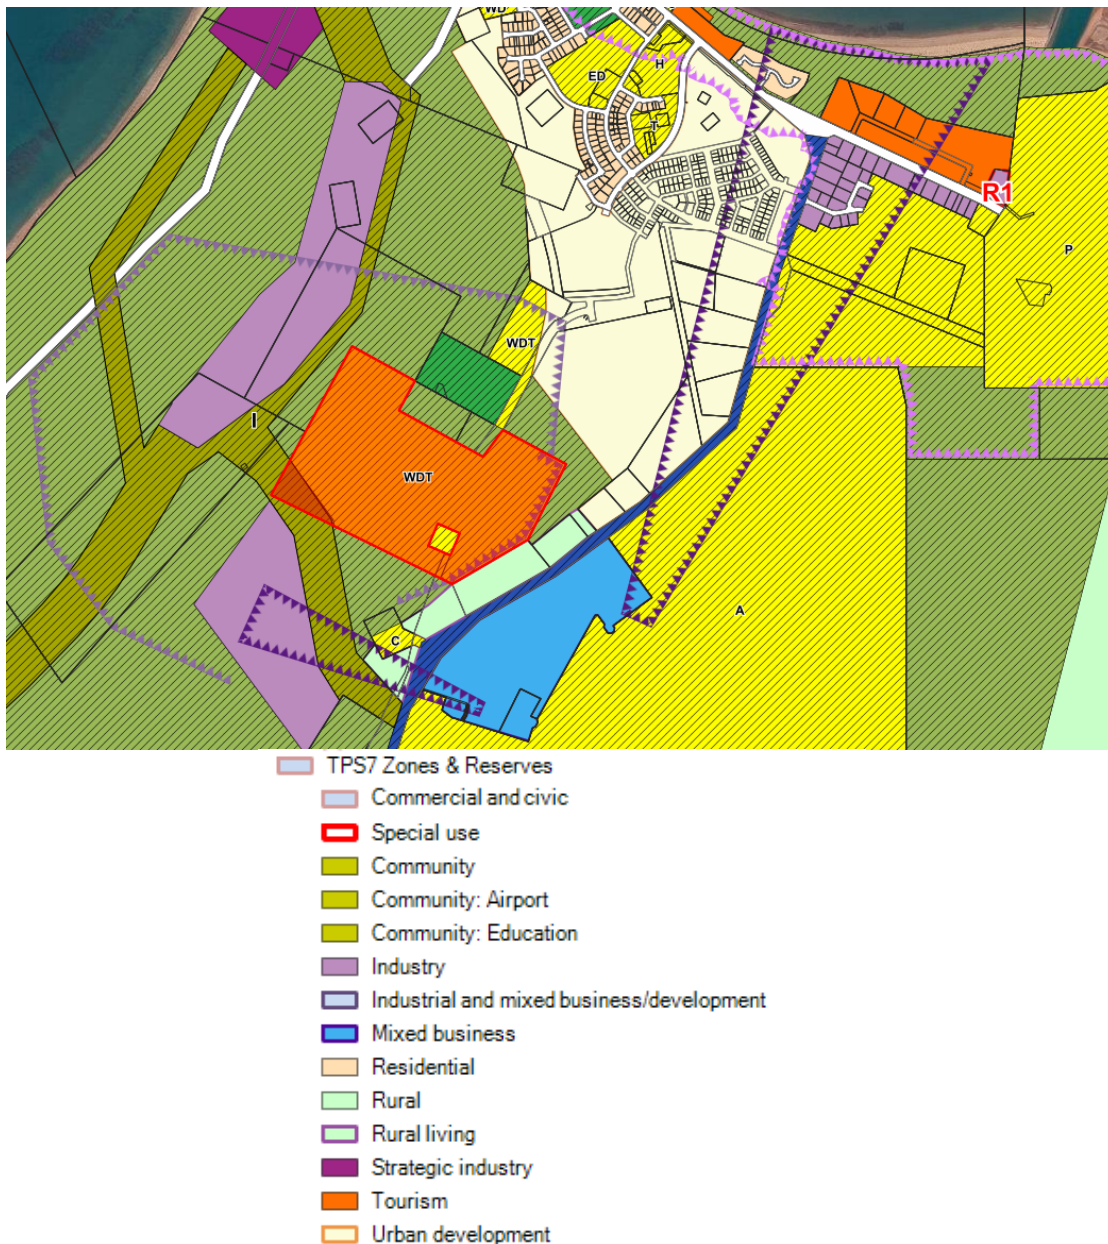 WD
ED
H
T
R1
P
WDT
I
WDT
A
C
TPS7 Zones & Reserves
Commercial and civic
Special use
Community
Community: Airport
Community: Education
Industry
Industrial and mixed business/development
Mixed business
Residential
Rural
Rural living
Strategic industry
Tourism
Urban development